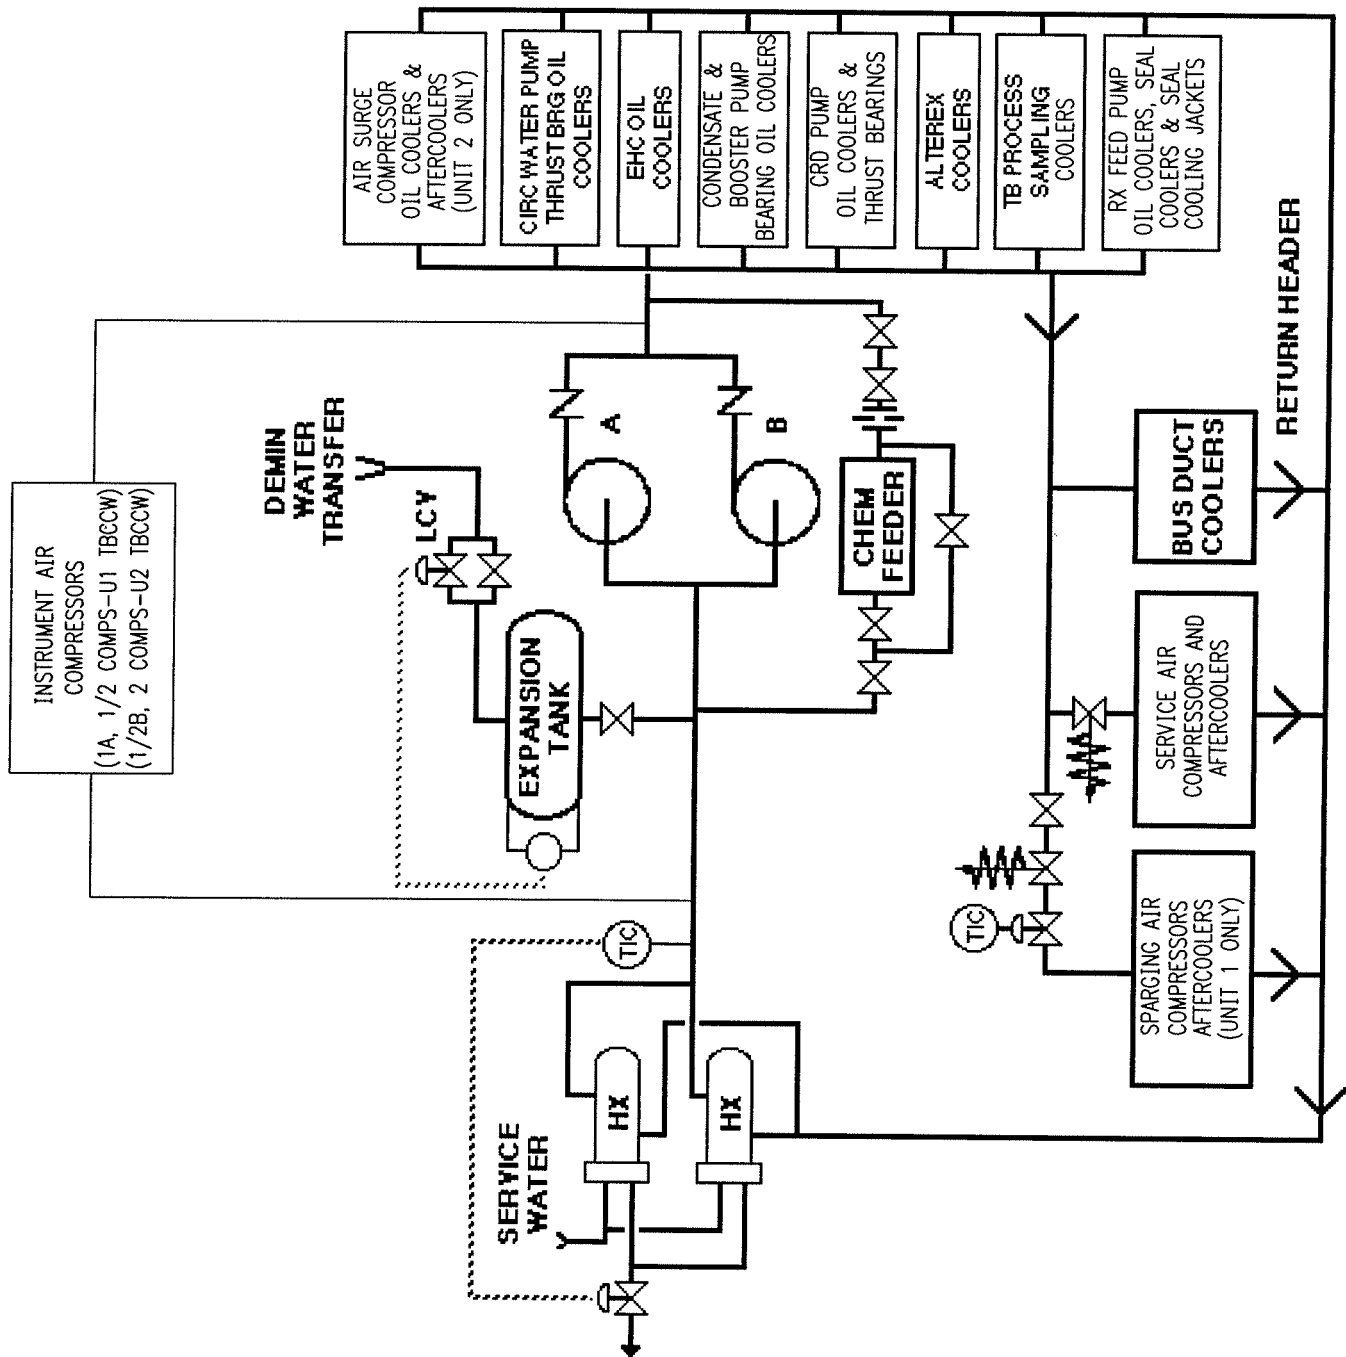 INSTRUMENT AIR
COMPRESSORS
(1A, 1/2 COMPS-U1 TBCCW)
(1/2B, 2 COMPS-U2 TBCCW)
AIR SURGE
COMPRESSOR
OIL COOLERS &
AFTERCOOLERS
(UNIT 2 ONLY)
CIRC WATER PUMP
THRUST BRG OIL
COOLERS
EHC OIL
COOLERS
CONDENSATE &
BOOSTER PUMP
BEARING OIL COOLERS
CRD PUMP
OIL COOLERS &
THRUST BEARINGS
ALTEREX
COOLERS
TB PROCESS
SAMPLING
COOLERS
RX FEED PUMP
OIL COOLERS, SEAL
COOLERS & SEAL
COOLING JACKETS
DEMIN
WATER
TRANSFER
LCV
EXPANSION
TANK
A
B
CHEM
FEEDER
TIC
SERVICE
WATER
HX
HX
TIC
SPARGING AIR
COMPRESSORS
AFTERCOOLERS
(UNIT 1 ONLY)
SERVICE AIR
COMPRESSORS AND
AFTERCOOLERS
BUS DUCT
COOLERS
RETURN HEADER